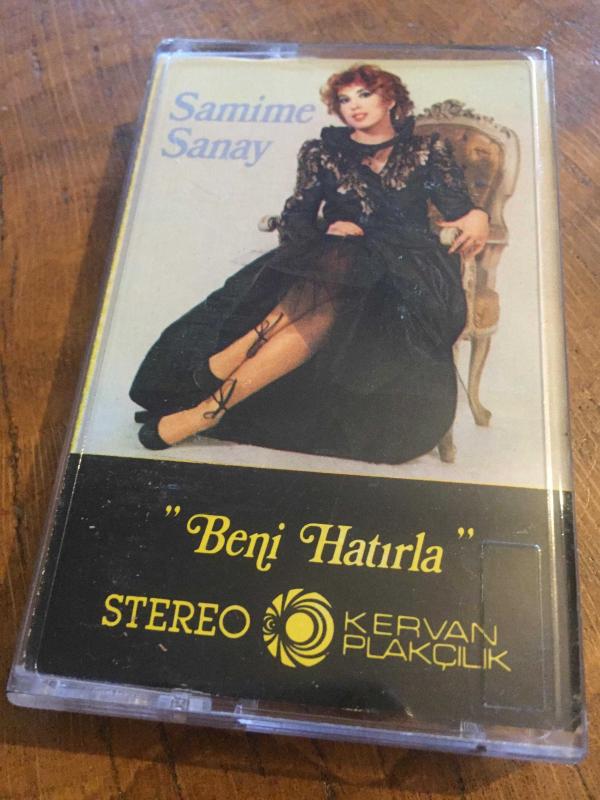 Samime
Sanay
"Beni Hatırla"
STEREO
KERVAN
PLAKÇILIK